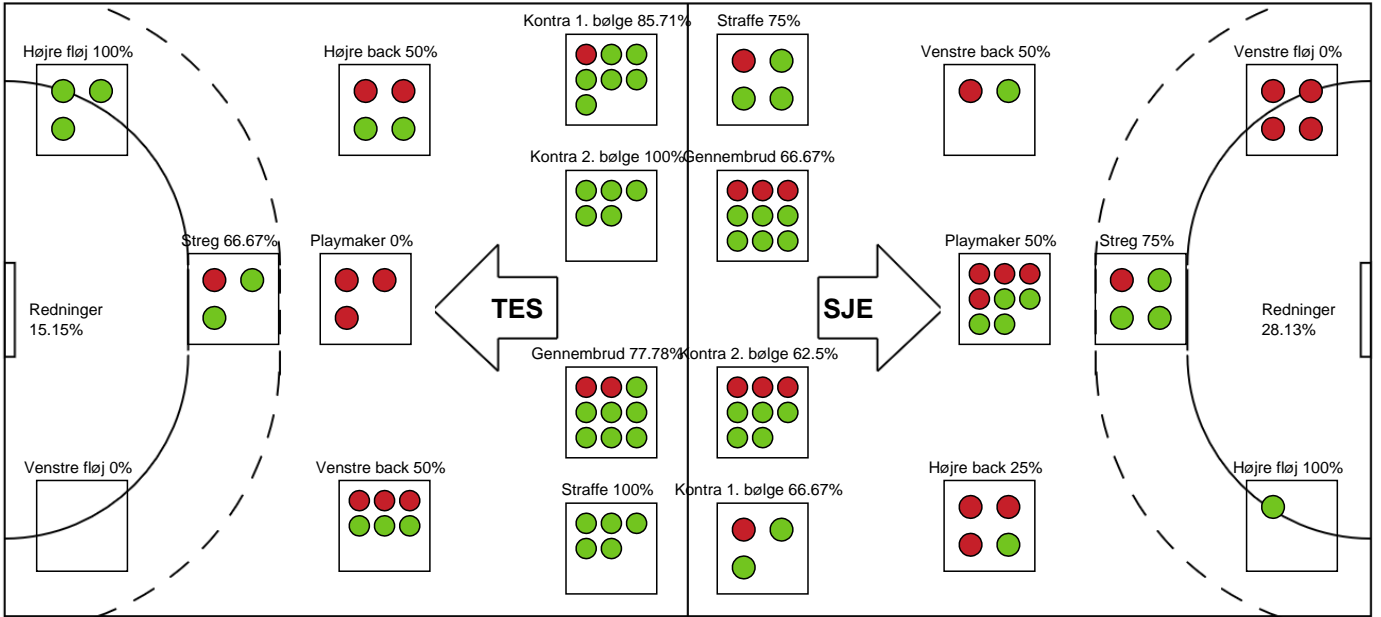 Kontra 1. bølge 85.71%
Straffe 75%
Højre fløj 100%
Højre back 50%
Venstre back 50%
Venstre fløj 0%
Kontra 2. bølge 100%
Gennembrud 66.67%
Streg 66.67%
Playmaker 0%
Playmaker 50%
Streg 75%
Redninger
15.15%
TES
SJE
Redninger
28.13%
Gennembrud 77.78%
Kontra 2. bølge 62.5%
Venstre fløj 0%
Venstre back 50%
Højre back 25%
Højre fløj 100%
Straffe 100%
Kontra 1. bølge 66.67%